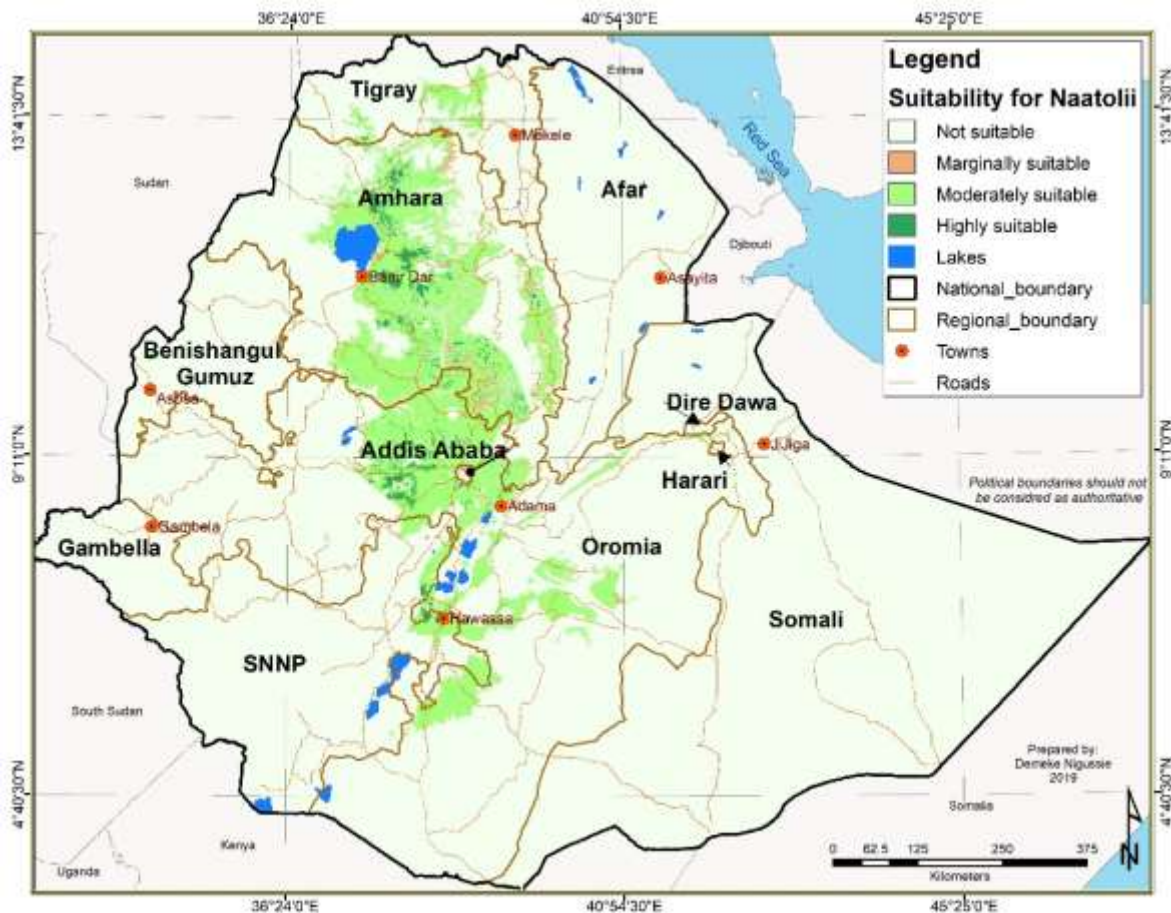 36°24'0"E 40°54'30"E 45°25'0"E
13°41'30"N
9°11'0"N
4°40'30"N
Legend
Suitability for Naatolii
Not suitable
Marginally suitable
Moderately suitable
Highly suitable
Lakes
National_boundary
Regional_boundary
Towns
Roads
Eritrea
Red Sea
Tigray
Mekele
13°41'30"N
Sudan
Amhara
Afar
Djibouti
Bahir Dar
Asayita
Benishangul
Gumuz
Assosa
Dire Dawa
Addis Ababa
JiJiga
9°11'0"N
Harari
Political boundaries should not
be considred as authoritative
Adama
Gambela
Gambella
Oromia
Hawassa
Somali
SNNP
South Sudan
Prepared by:
Demeke Nigussie
2019
Somalia
4°40'30"N
Kenya
Uganda
N
0 62.5 125 250 375
Kilometers
36°24'0"E 40°54'30"E 45°25'0"E